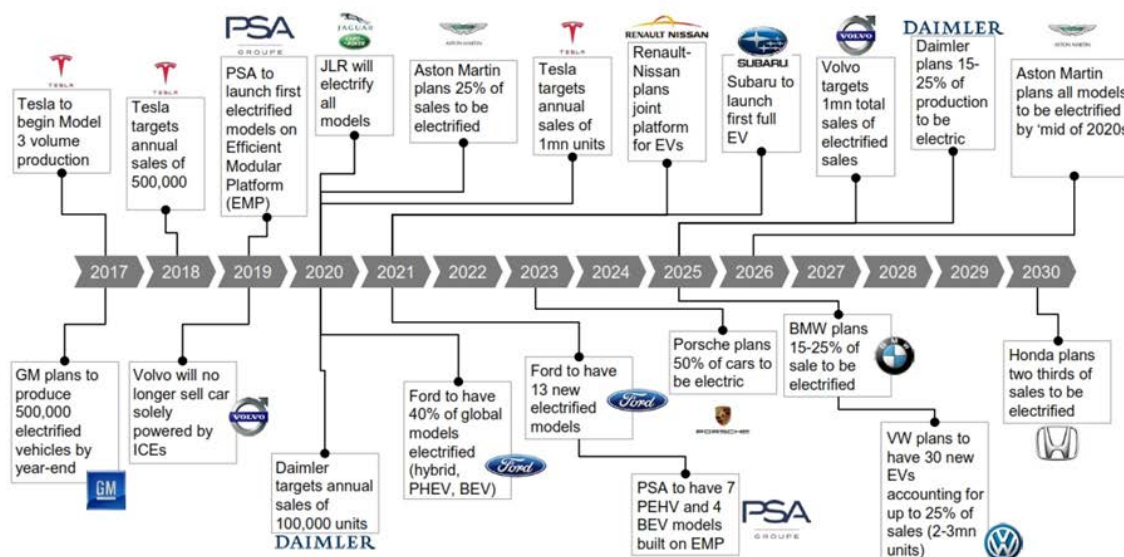 TESLA
Tesla to
begin Model
3 volume
production
TESLA
Tesla
targets
annual
sales of
500,000
PSA
GROUPE
PSA to
launch first
electrified
models on
Efficient
Modular
Platform
(EMP)
JAGUAR
LAND
ROVER
JLR will
electrify
all
models
ASTON MARTIN
Aston Martin
plans 25% of
sales to be
electrified
TESLA
Tesla
targets
annual
sales of
1mn units
RENAULT NISSAN
Renault-
Nissan
plans
joint
platform
for EVs
SUBARU
Subaru to
launch
first full
EV
VOLVO
Volvo
targets
1mn total
sales of
electrified
sales
DAIMLER
Daimler
plans 15-
25% of
production
to be
electric
ASTON MARTIN
Aston Martin
plans all models
to be electrified
by ‘mid of 2020s
2017 2018 2019 2020 2021 2022 2023 2024 2025 2026 2027 2028 2029 2030
GM plans to
produce
500,000
electrified
vehicles by
year-end
GM
Volvo will no
longer sell car
solely
powered by
ICEs
VOLVO
Daimler
targets annual
sales of
100,000 units
DAIMLER
Ford to have
40% of global
models
electrified
(hybrid,
PHEV, BEV)
Ford
Ford to have
13 new
electrified
models
Ford
PSA to have 7
PEHV and 4
BEV models
built on EMP
PSA
GROUPE
Porsche plans
50% of cars to
be electric
PORSCHE
BMW plans
15-25% of
sale to be
electrified
BMW
VW plans to
have 30 new
EVs
accounting for
up to 25% of
sales (2-3mn
units)
Honda plans
two thirds of
sales to be
electrified